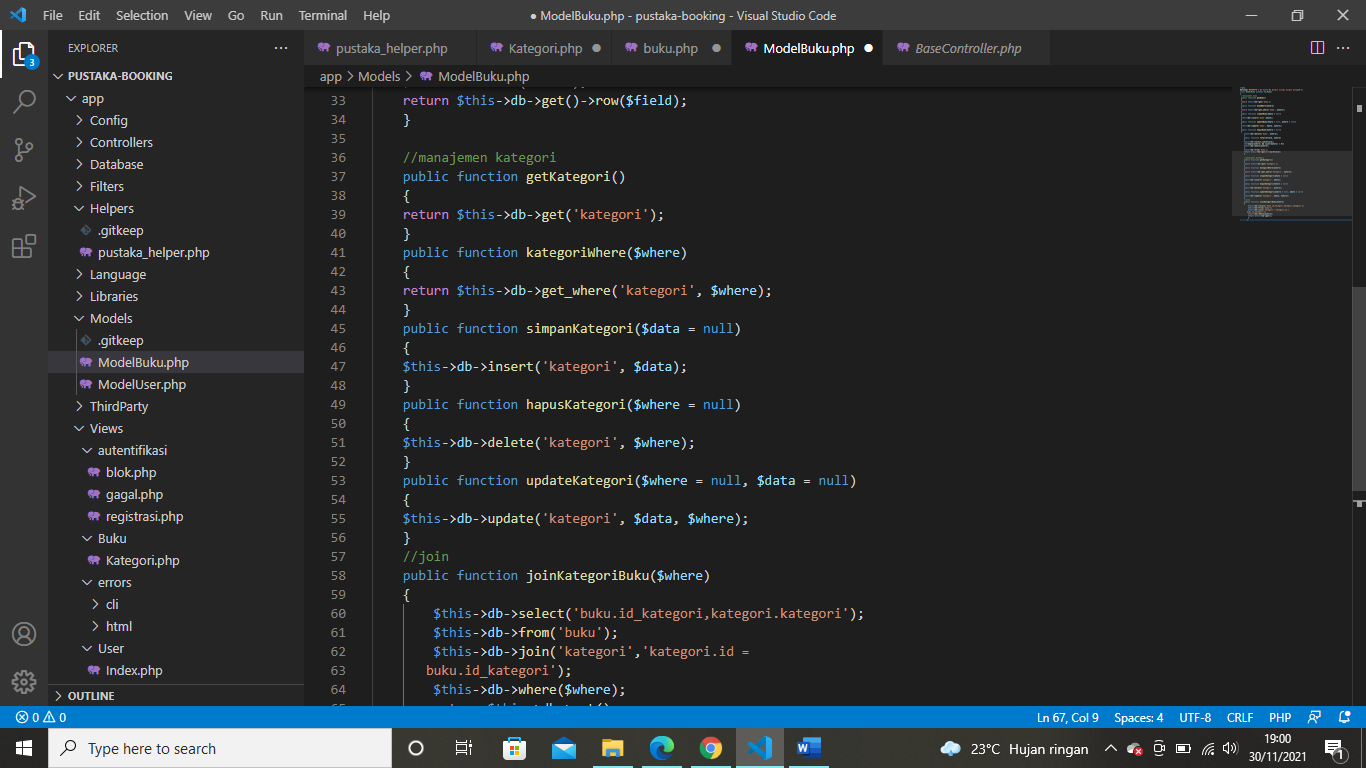 File Edit Selection View Go Run Terminal Help
● ModelBuku.php - pustaka-booking - Visual Studio Code
EXPLORER
pustaka_helper.php Kategori.php buku.php ModelBuku.php BaseController.php
app > Models > ModelBuku.php
PUSTAKA-BOOKING
app
Config
Controllers
Database
Filters
Helpers
.gitkeep
pustaka_helper.php
Language
Libraries
Models
.gitkeep
ModelBuku.php
ModelUser.php
ThirdParty
Views
autentifikasi
blok.php
gagal.php
registrasi.php
Buku
Kategori.php
errors
cli
html
User
Index.php
OUTLINE
3
33 return $this->db->get()->row($field);
34 }
35
36 //manajemen kategori
37 public function getKategori()
38 {
39 return $this->db->get('kategori');
40 }
41 public function kategoriWhere($where)
42 {
43 return $this->db->get_where('kategori', $where);
44 }
45 public function simpanKategori($data = null)
46 {
47 $this->db->insert('kategori', $data);
48 }
49 public function hapusKategori($where = null)
50 {
51 $this->db->delete('kategori', $where);
52 }
53 public function updateKategori($where = null, $data = null)
54 {
55 $this->db->update('kategori', $data, $where);
56 }
57 //join
58 public function joinKategoriBuku($where)
59 {
60 $this->db->select('buku.id_kategori,kategori.kategori');
61 $this->db->from('buku');
62 $this->db->join('kategori','kategori.id =
63 buku.id_kategori');
64 $this->db->where($where);
0 0 Ln 67, Col 9 Spaces: 4 UTF-8 CRLF PHP
Type here to search
23°C Hujan ringan
19:00
30/11/2021
1